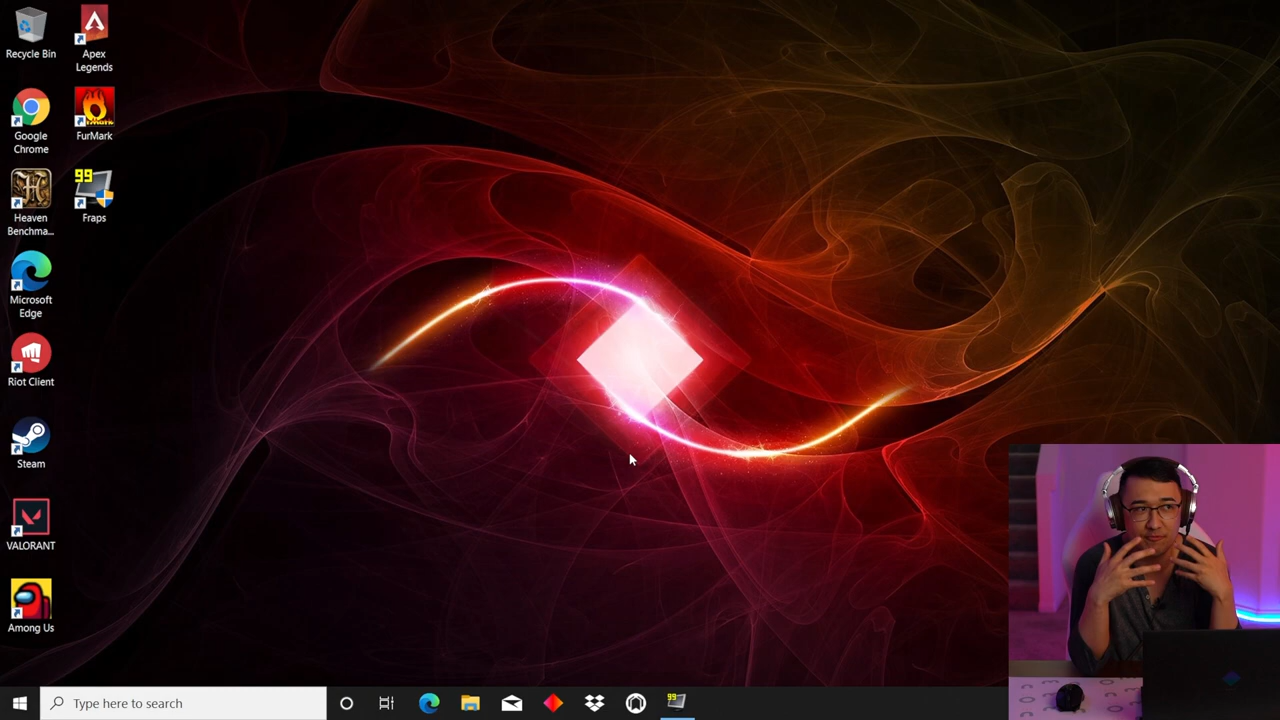 Recycle Bin
Apex
Legends
Google
Chrome
FurMark
Heaven
Benchma...
99
Fraps
Microsoft
Edge
Riot Client
Steam
VALORANT
Among Us
Type here to search
99